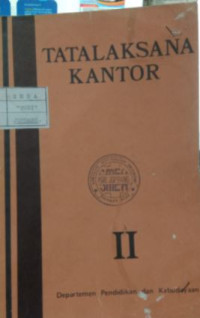 TATALAKSANA
KANTOR
II
Departemen Pendidikan dan Kebudayaan